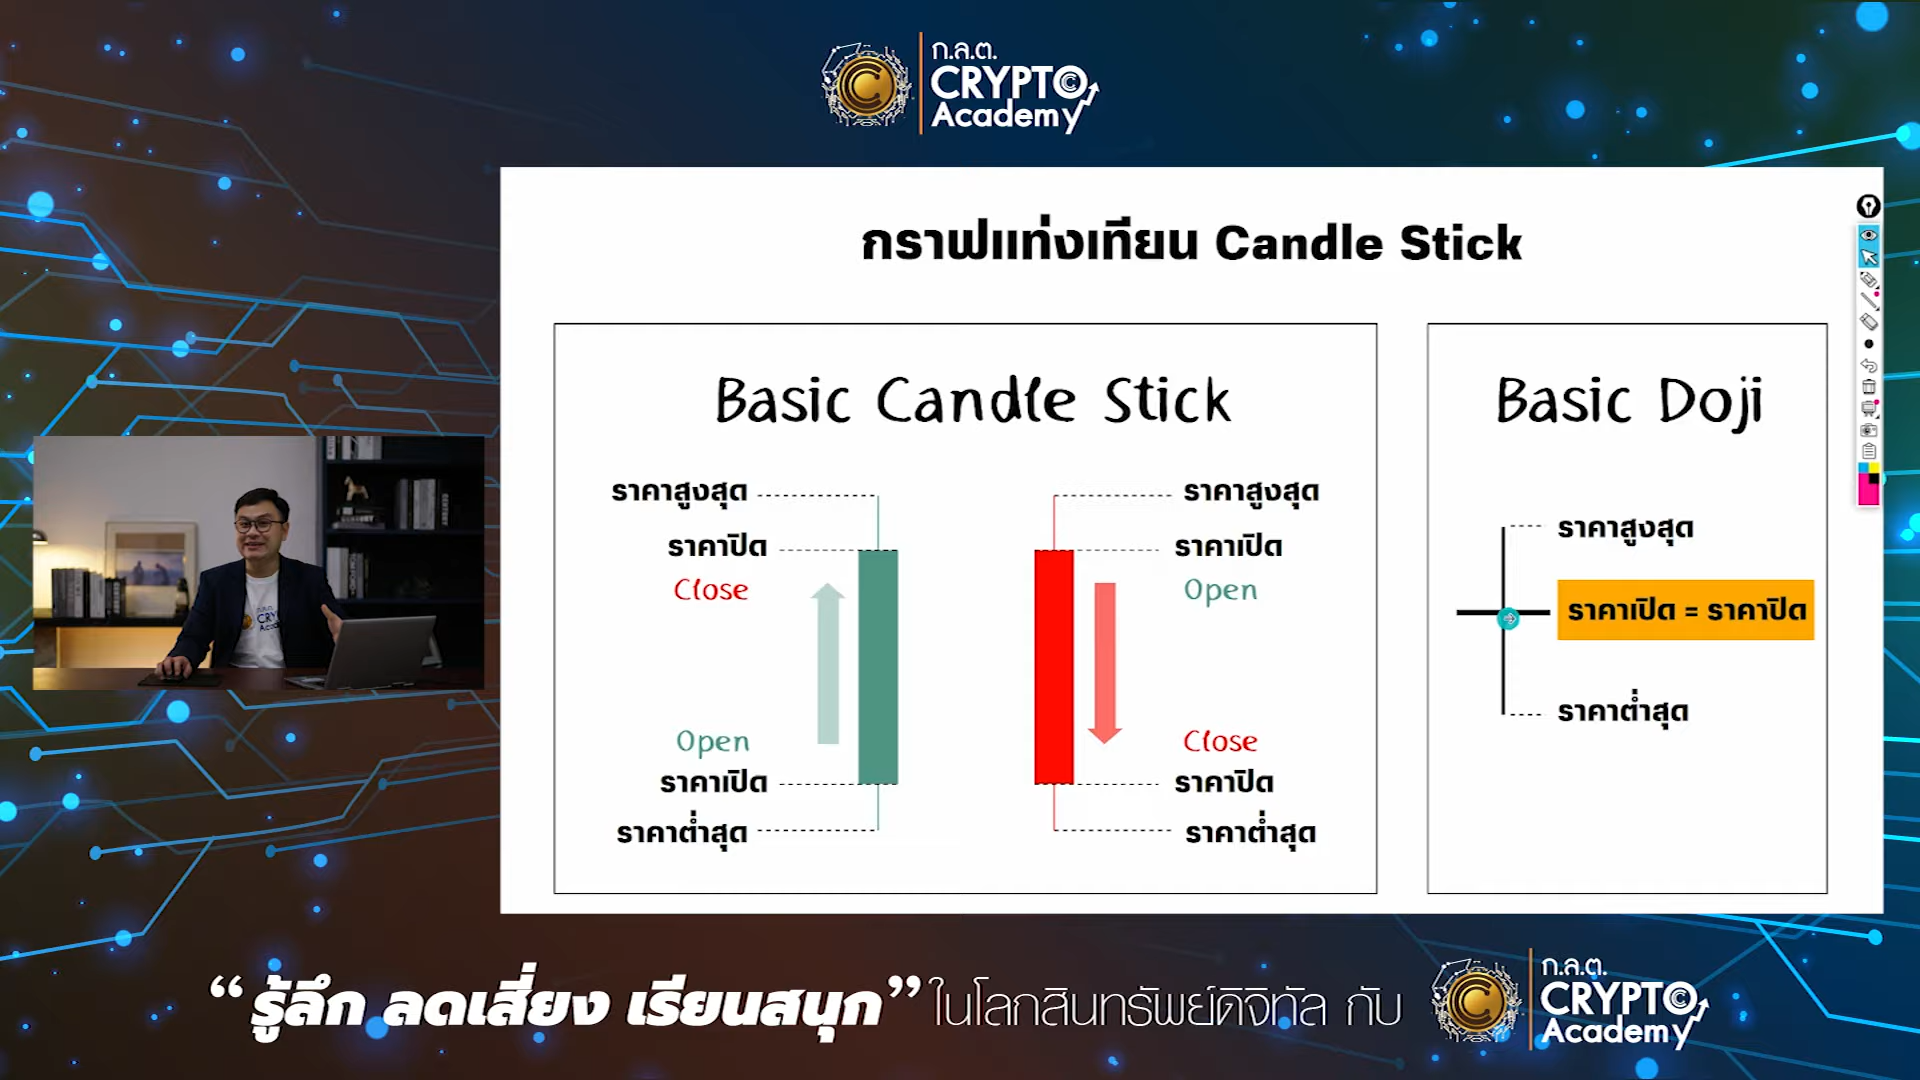 ก.ล.ต.
CRYPTO
Academy
กราฟแท่งเทียน Candle Stick
Basic Candle Stick
ราคาสูงสุด
ราคาปิด
Close
Open
ราคาเปิด
ราคาต่ำสุด
ราคาสูงสุด
ราคาเปิด
Open
Close
ราคาปิด
ราคาต่ำสุด
Basic Doji
ราคาสูงสุด
ราคาเปิด = ราคาปิด
ราคาต่ำสุด
“รู้ลึก ลดเสี่ยง เรียนสนุก” ในโลกสินทรัพย์ดิจิทัล กับ
ก.ล.ต.
CRYPTO
Academy